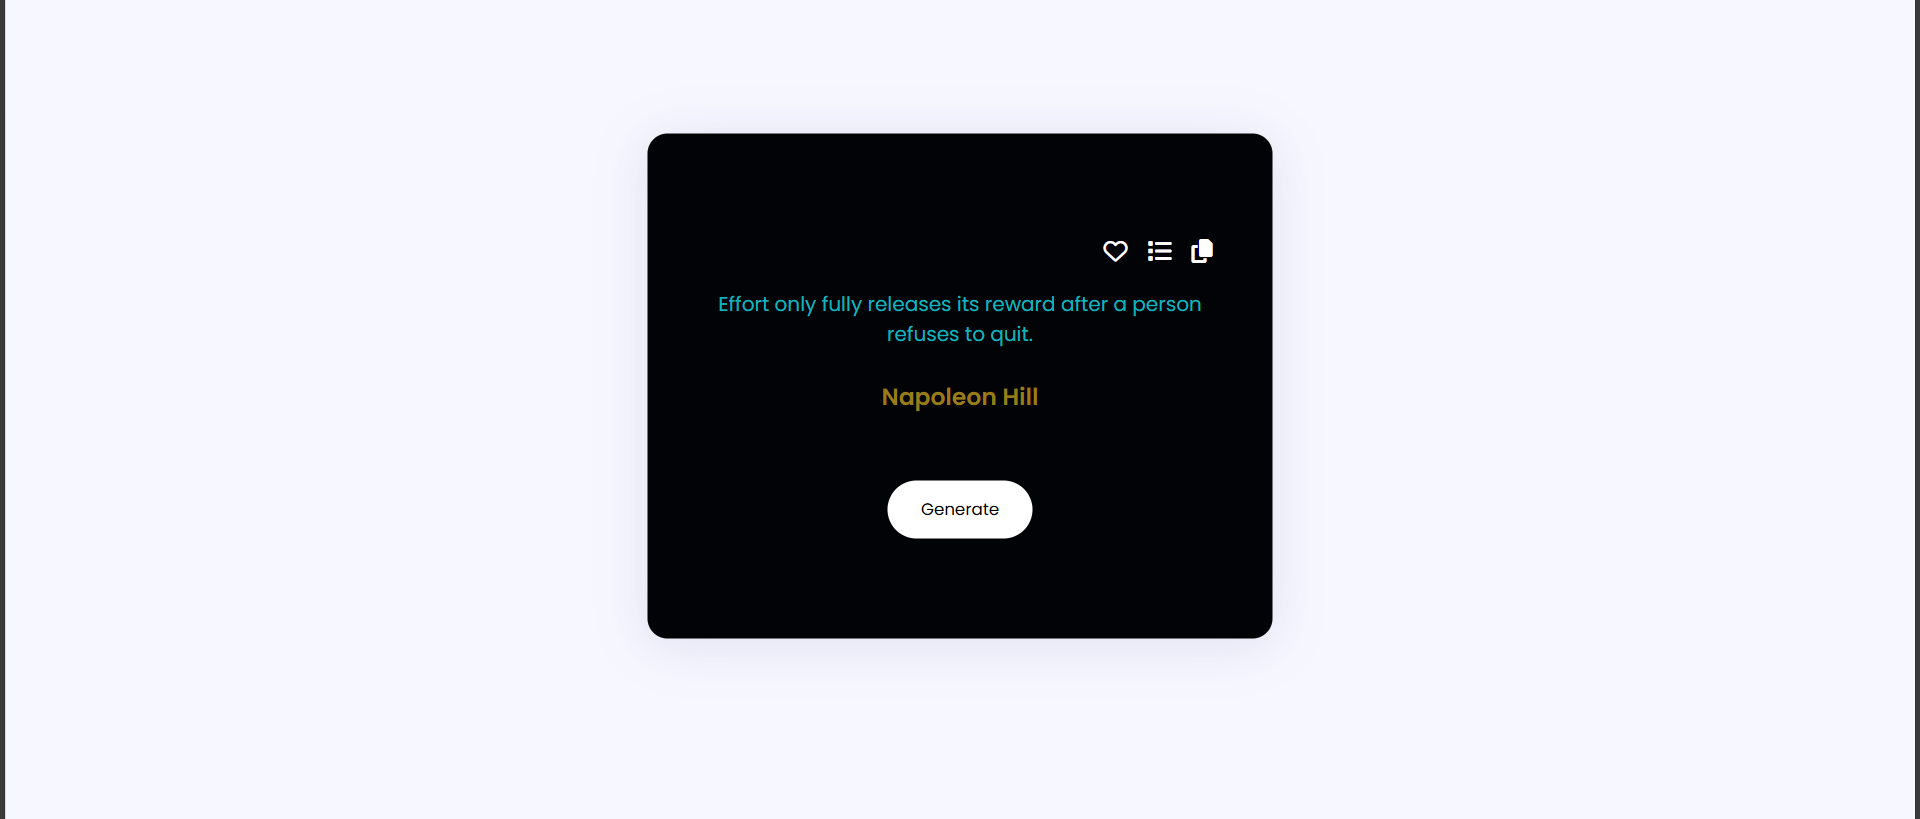 Effort only fully releases its reward after a person
refuses to quit.
Napoleon Hill
Generate